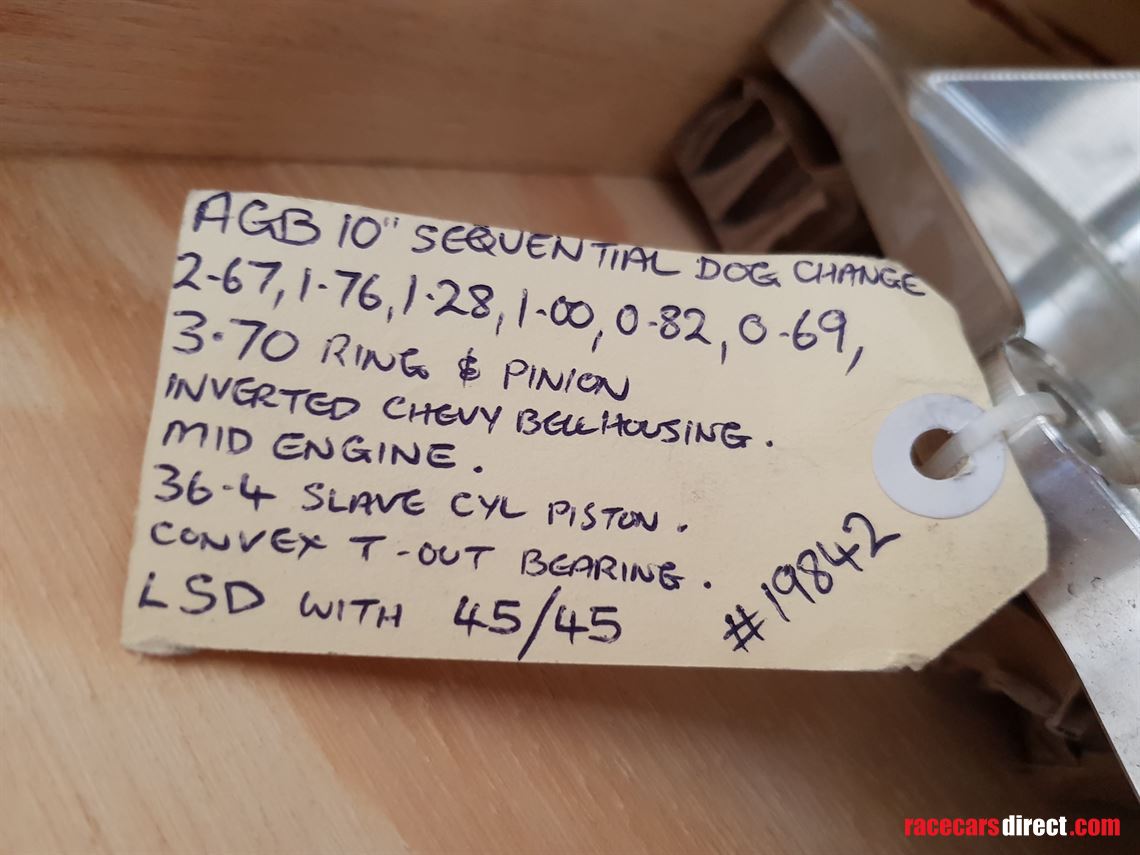 AGB 10" SEQUENTIAL DOG CHANGE
2-67, 1-76, 1-28, 1-00, 0-82, 0-69,
3.70 RING & PINION
INVERTED CHEVY BELLHOUSING.
MID ENGINE.
36-4 SLAVE CYL PISTON.
CONVEX T-OUT BEARING.
LSD WITH 45/45
#19842
racecarsdirect.com